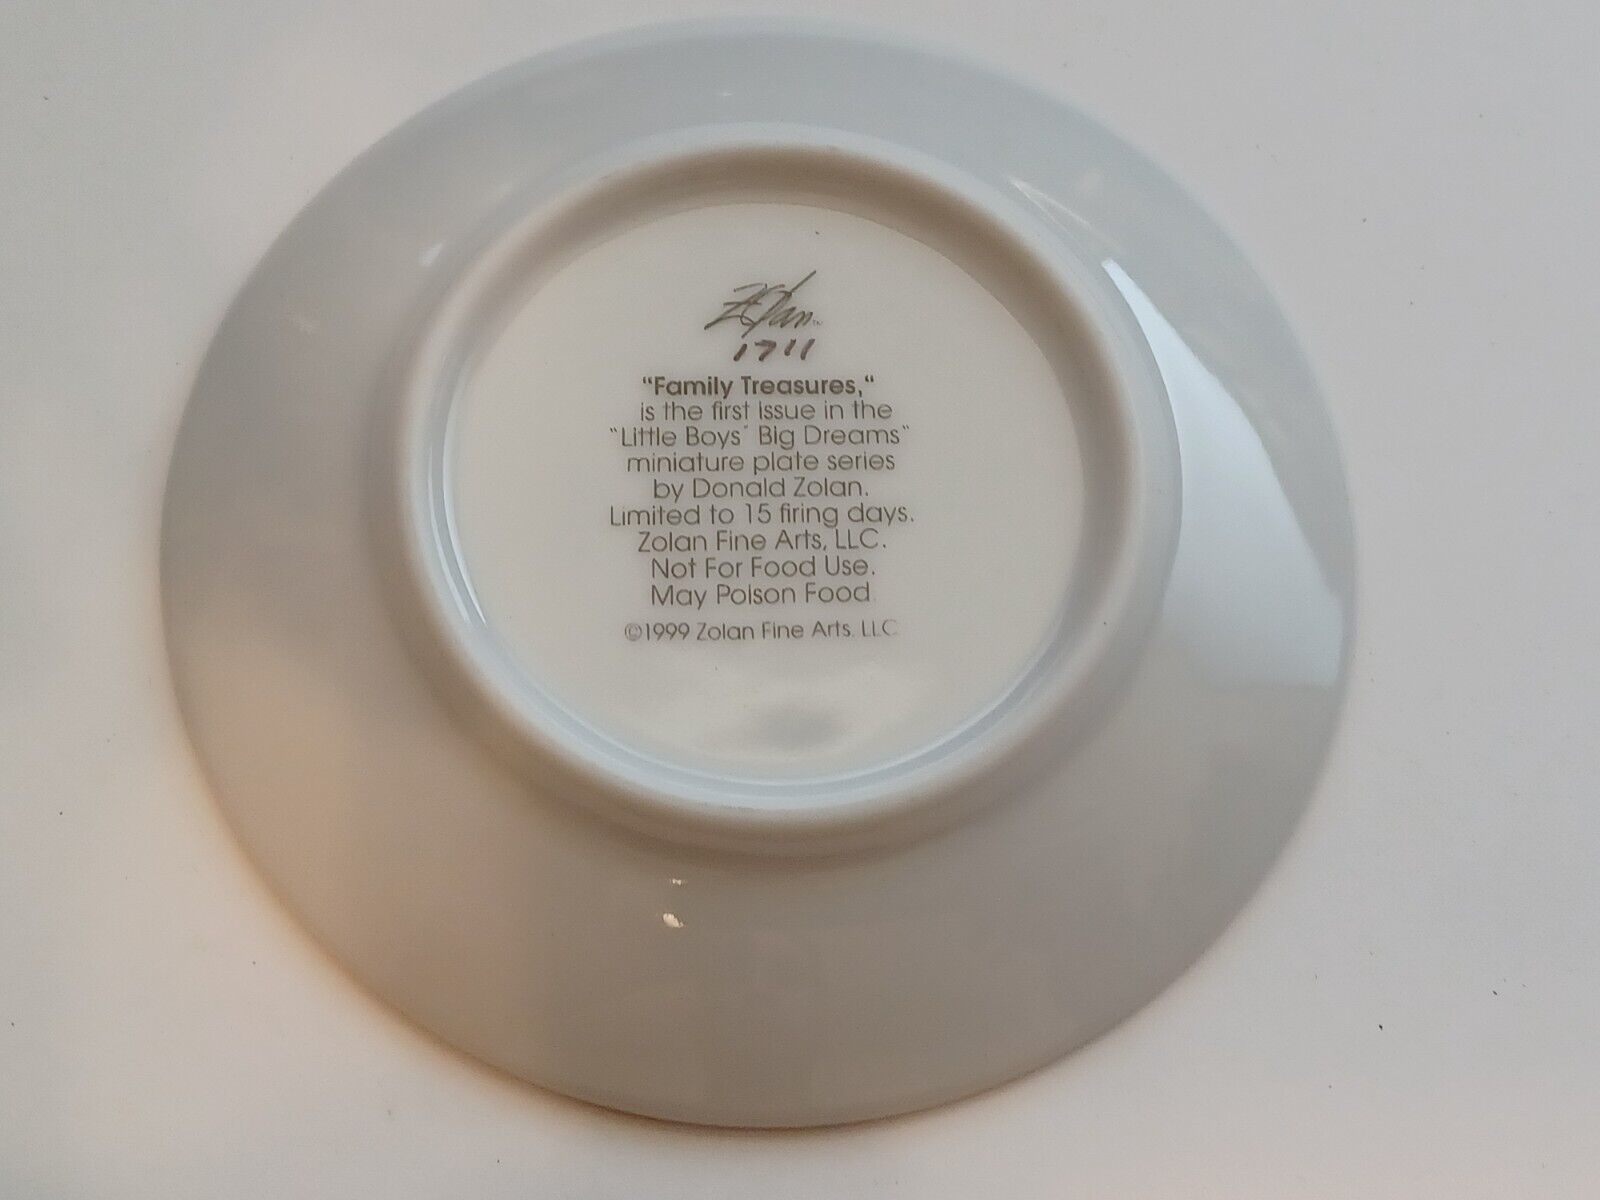 Zolan™
1711
“Family Treasures,“
is the first issue in the
“Little Boys’ Big Dreams“
miniature plate series
by Donald Zolan.
Limited to 15 firing days.
Zolan Fine Arts, LLC.
Not For Food Use.
May Poison Food.
©1999 Zolan Fine Arts. LLC